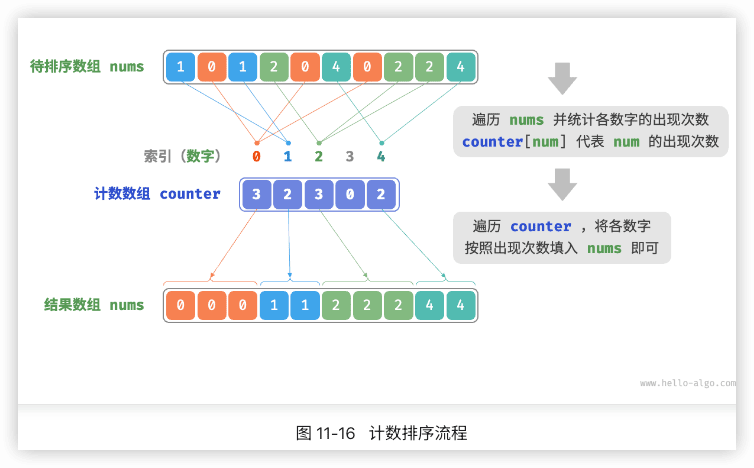 待排序数组 nums
1 0 1 2 0 4 0 2 2 4
遍历 nums 并统计各数字的出现次数
counter[num] 代表 num 的出现次数
索引（数字） 0 1 2 3 4
计数数组 counter
3 2 3 0 2
遍历 counter ，将各数字
按照出现次数填入 nums 即可
结果数组 nums
0 0 0 1 1 2 2 2 4 4
www.hello-algo.com
图 11-16 计数排序流程